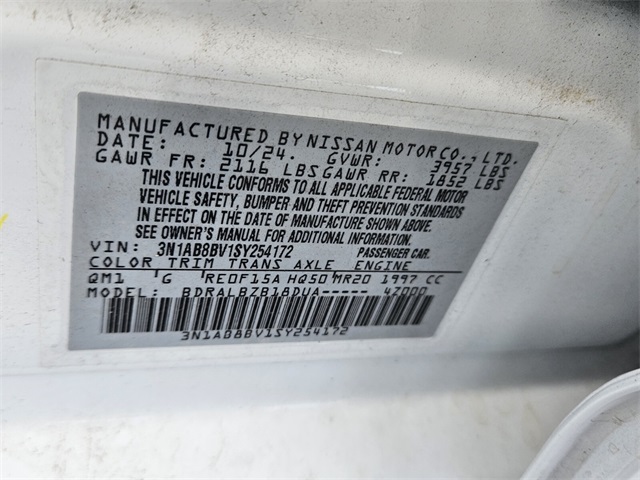 MANUFACTURED BY NISSAN MOTOR CO., LTD.
DATE: 10/24. GVWR: 3957 LBS
GAWR FR: 2116 LBS GAWR RR: 1852 LBS
THIS VEHICLE CONFORMS TO ALL APPLICABLE FEDERAL MOTOR
VEHICLE SAFETY, BUMPER AND THEFT PREVENTION STANDARDS
IN EFFECT ON THE DATE OF MANUFACTURE SHOWN ABOVE.
SEE OWNER'S MANUAL FOR ADDITIONAL INFORMATION.
VIN: 3N1AB8BV1SY254172 PASSENGER CAR.
COLOR TRIM TRANS AXLE ENGINE
QM1 'G 'RE0F15A HQ50 'MR20 1997 CC
MODEL: BDRALBZB18DUA----- 4Z000
3N1AB8BV1SY254172